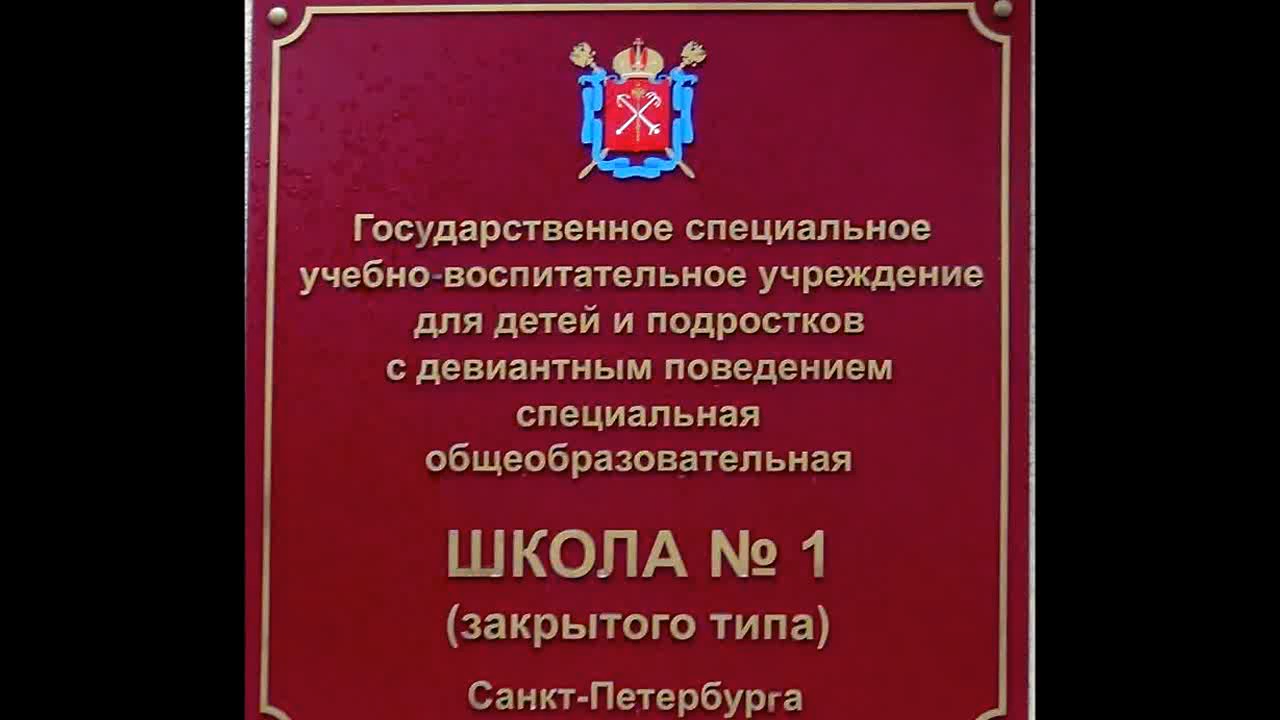 Государственное специальное
учебно-воспитательное учреждение
для детей и подростков
с девиантным поведением
специальная
общеобразовательная
ШКОЛА № 1
(закрытого типа)
Санкт-Петербурга